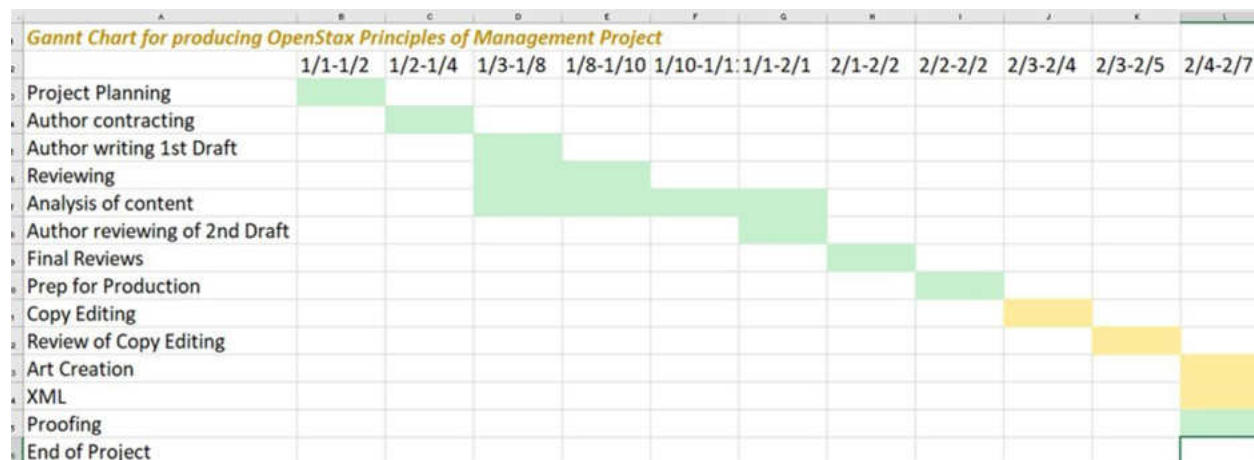 A B C D E F G H I J K L
Gannt Chart for producing OpenStax Principles of Management Project
1/1-1/2 1/2-1/4 1/3-1/8 1/8-1/10 1/10-1/1 1/1-2/1 2/1-2/2 2/2-2/2 2/3-2/4 2/3-2/5 2/4-2/7
Project Planning
Author contracting
Author writing 1st Draft
Reviewing
Analysis of content
Author reviewing of 2nd Draft
Final Reviews
Prep for Production
Copy Editing
Review of Copy Editing
Art Creation
XML
Proofing
End of Project